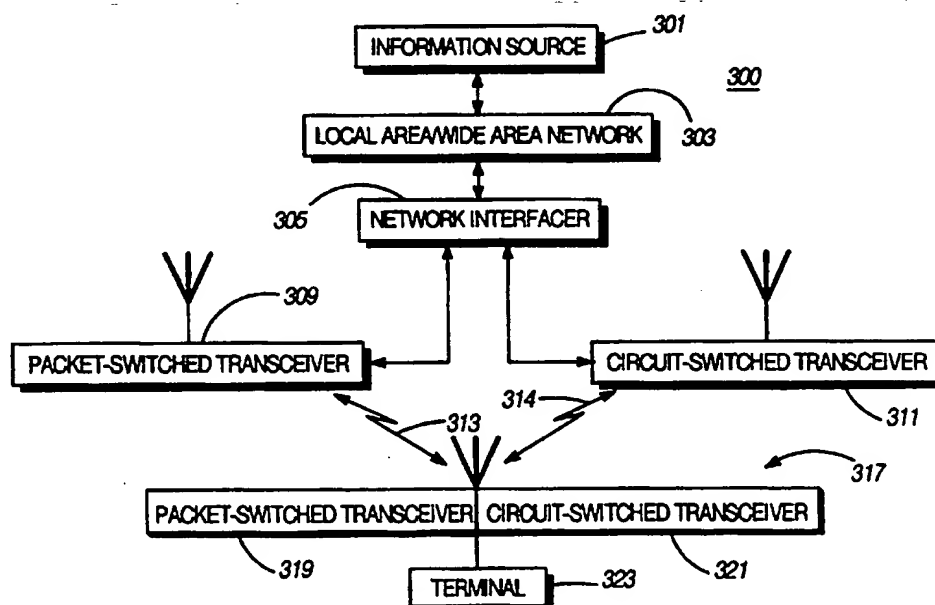 INFORMATION SOURCE
301
300
LOCAL AREA/WIDE AREA NETWORK
303
305
NETWORK INTERFACER
309
PACKET-SWITCHED TRANSCEIVER
CIRCUIT-SWITCHED TRANSCEIVER
311
313
314
317
PACKET-SWITCHED TRANSCEIVER
CIRCUIT-SWITCHED TRANSCEIVER
319
321
TERMINAL
323